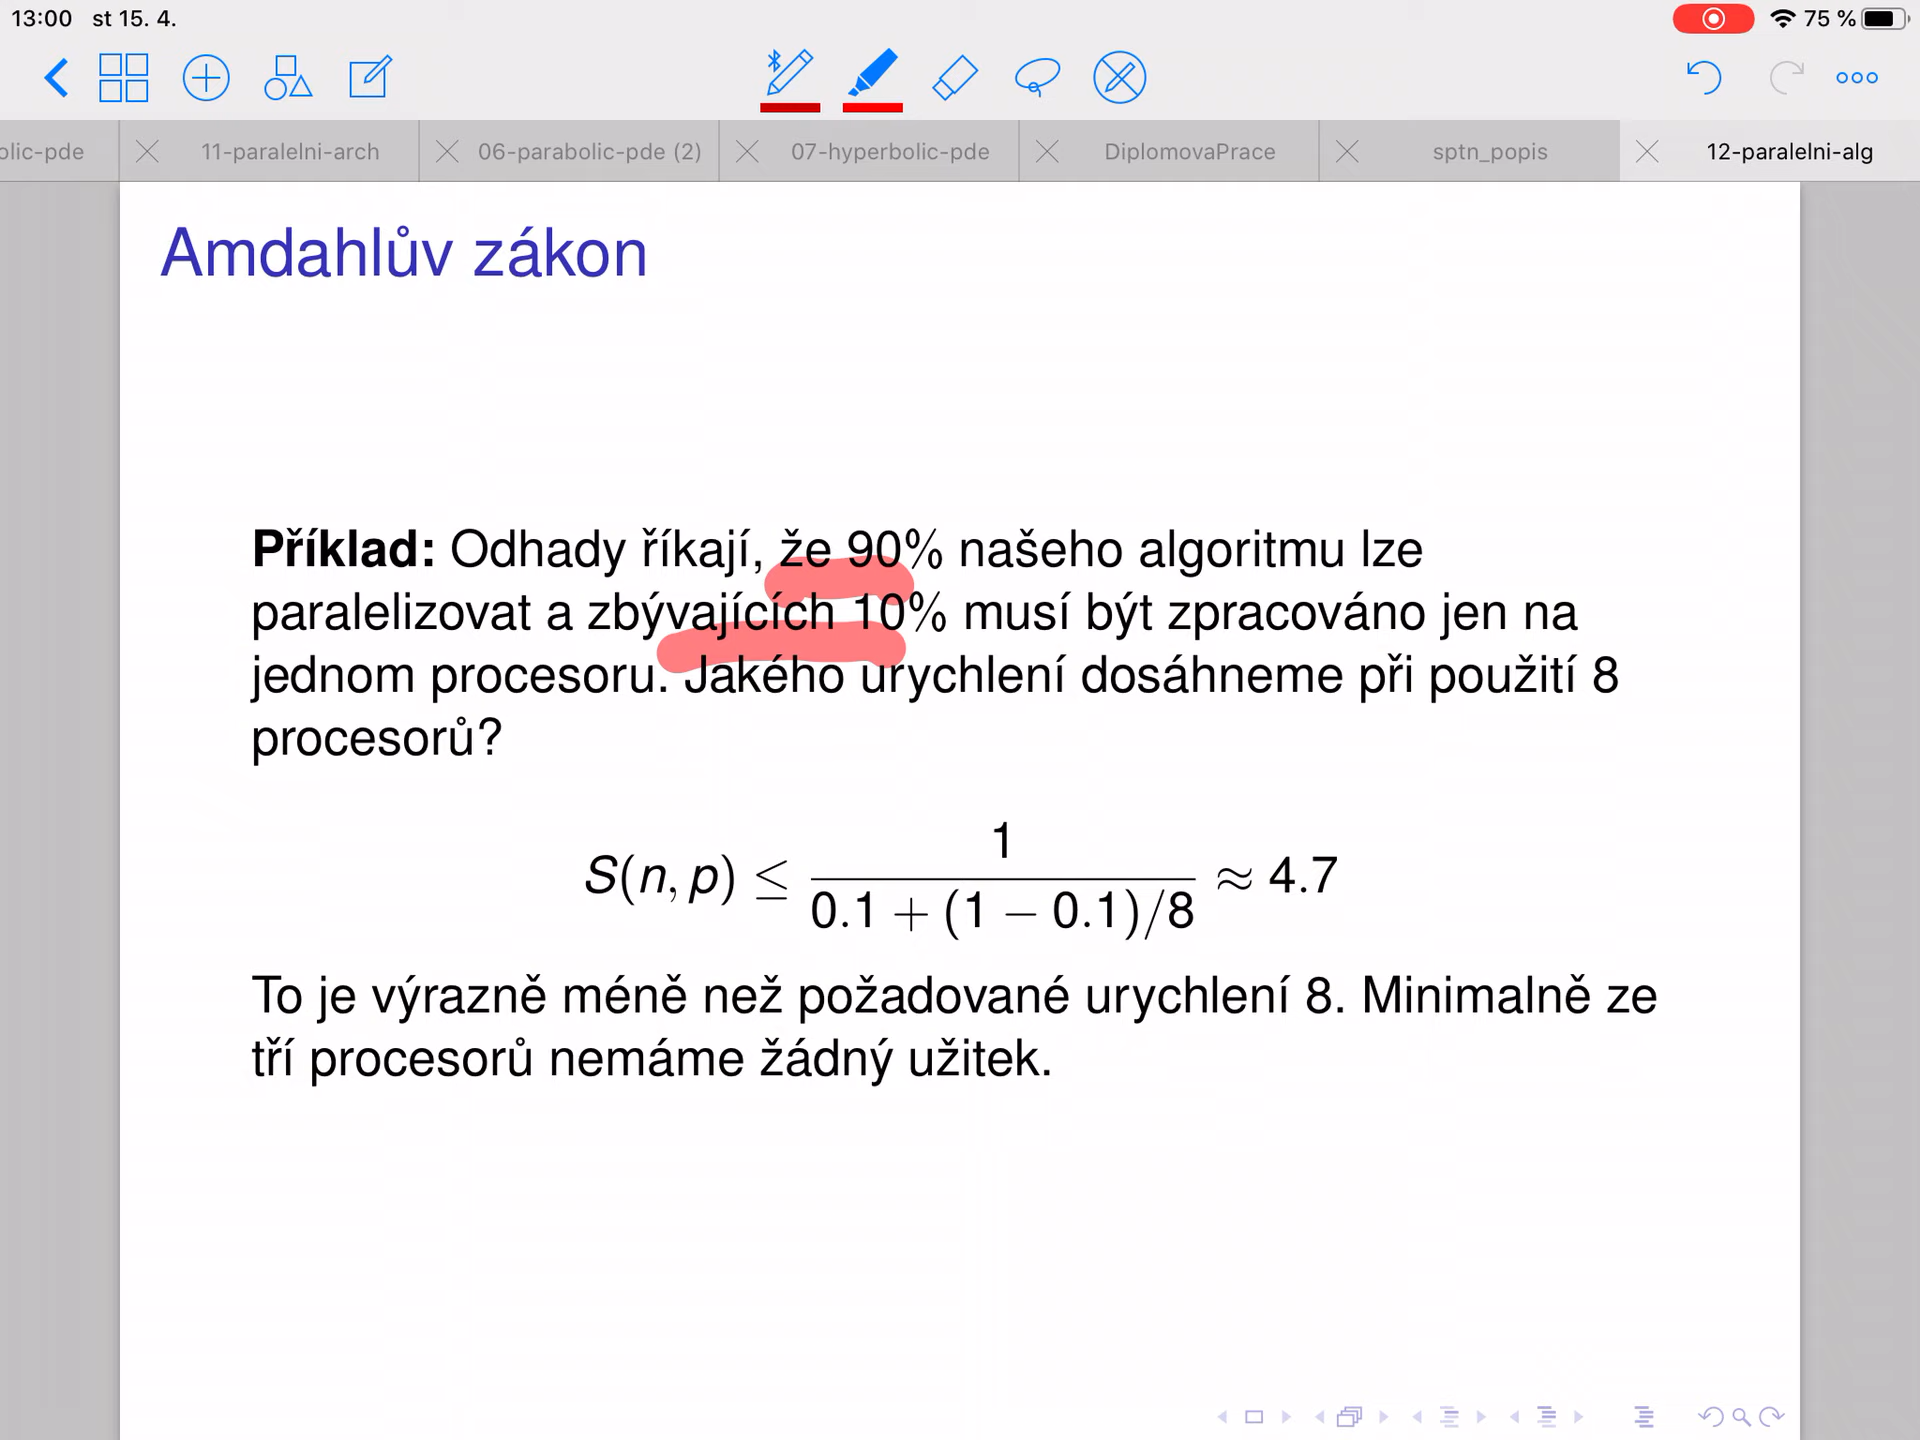 13:00 st 15. 4.
75 %
olic-pde
11-paralelni-arch
06-parabolic-pde (2)
07-hyperbolic-pde
DiplomovaPrace
sptn_popis
12-paralelni-alg
Amdahlův zákon
Příklad: Odhady říkají, že 90% našeho algoritmu lze
paralelizovat a zbývajících 10% musí být zpracováno jen na
jednom procesoru. Jakého urychlení dosáhneme při použití 8
procesorů?
S(n, p) ≤ 1 / (0.1 + (1 − 0.1)/8) ≈ 4.7
To je výrazně méně než požadované urychlení 8. Minimalně ze
tří procesorů nemáme žádný užitek.